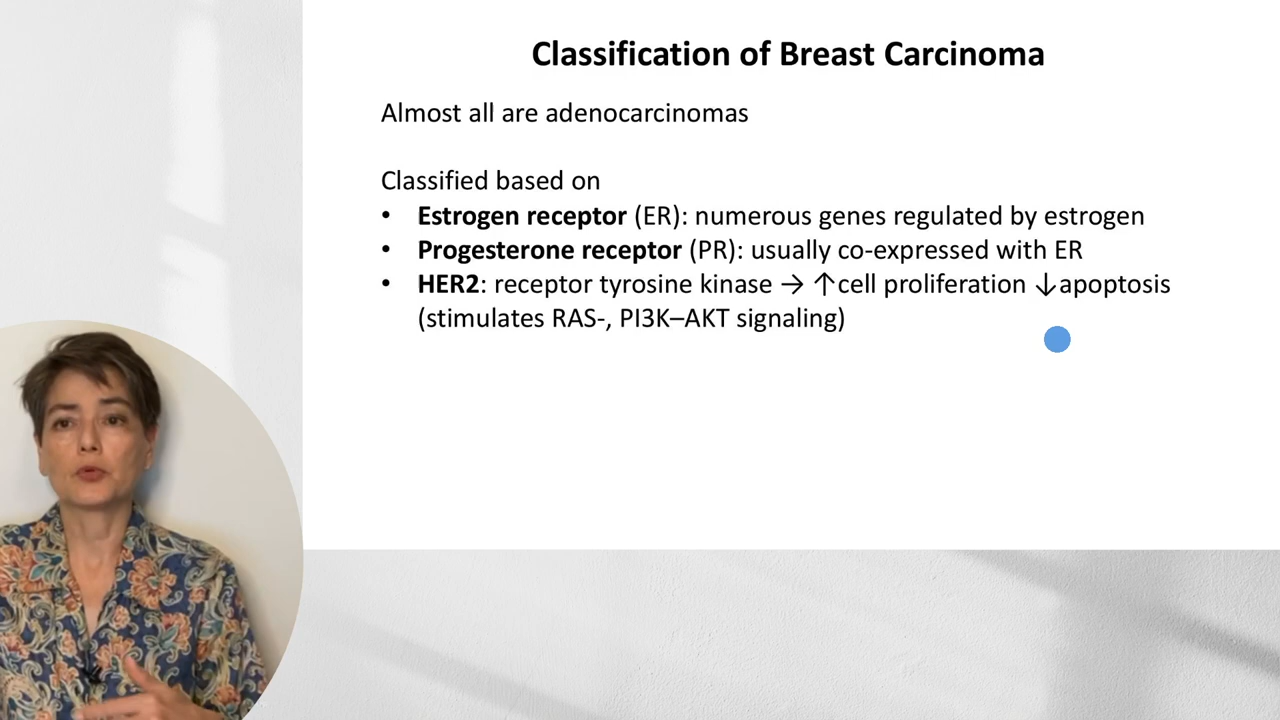 Classification of Breast Carcinoma
Almost all are adenocarcinomas
Classified based on
• Estrogen receptor (ER): numerous genes regulated by estrogen
• Progesterone receptor (PR): usually co-expressed with ER
• HER2: receptor tyrosine kinase → ↑cell proliferation ↓apoptosis
(stimulates RAS-, PI3K–AKT signaling)